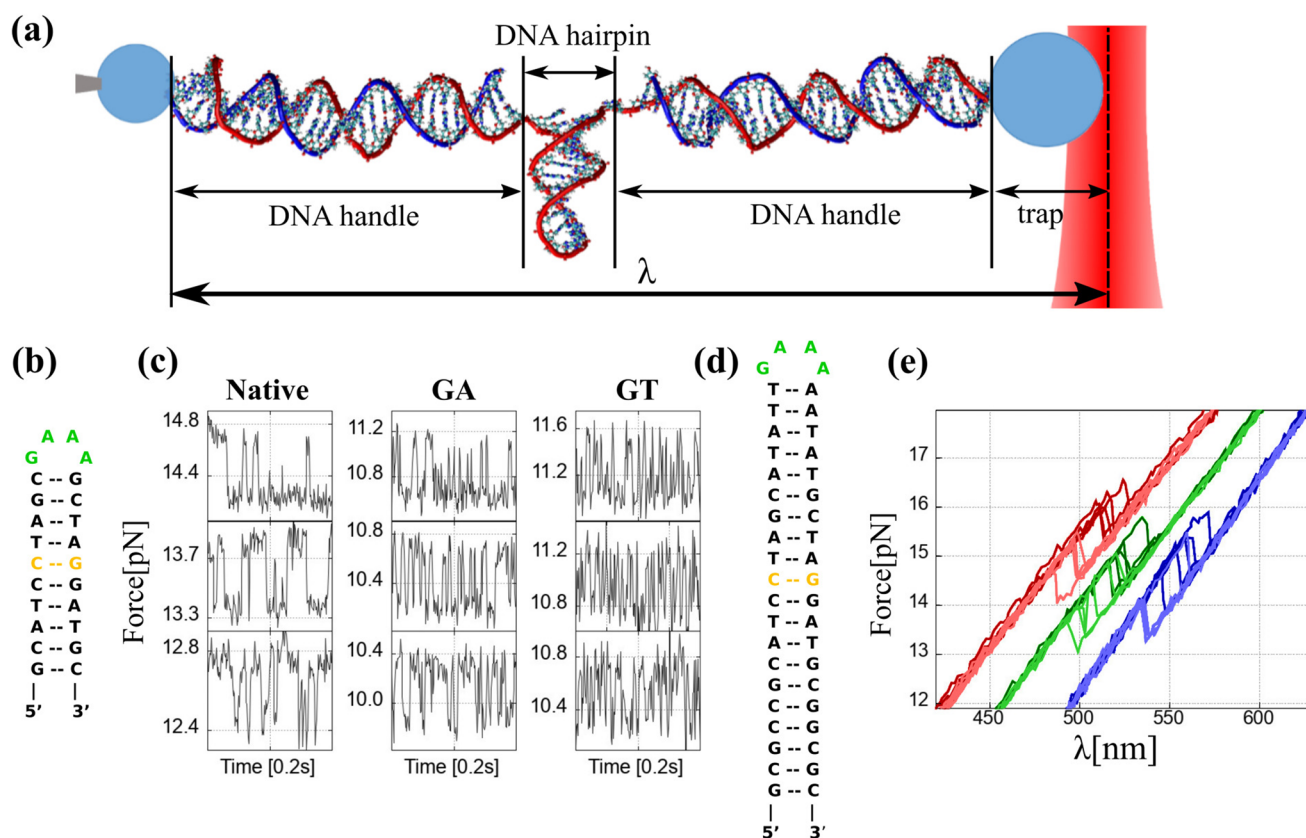 (a)
DNA hairpin
DNA handle
DNA handle
trap
λ
(b)
A A
G A
C -- G
G -- C
A -- T
T -- A
C -- G
C -- G
T -- A
A -- T
C -- G
G -- C
5' 3'
(c)
Native
GA
GT
Force[pN]
14.8
14.4
13.7
13.3
12.8
12.4
Time [0.2s]
11.2
10.8
10.8
10.4
10.4
10.0
Time [0.2s]
11.6
11.2
11.2
10.8
10.8
10.4
Time [0.2s]
(d)
A A
G A
T -- A
T -- A
A -- T
T -- A
A -- T
C -- G
G -- C
A -- T
T -- A
C -- G
C -- G
T -- A
A -- T
C -- G
G -- C
C -- G
C -- G
G -- C
C -- G
G -- C
5' 3'
(e)
Force[pN]
17
16
15
14
13
12
450 500 550 600
λ[nm]